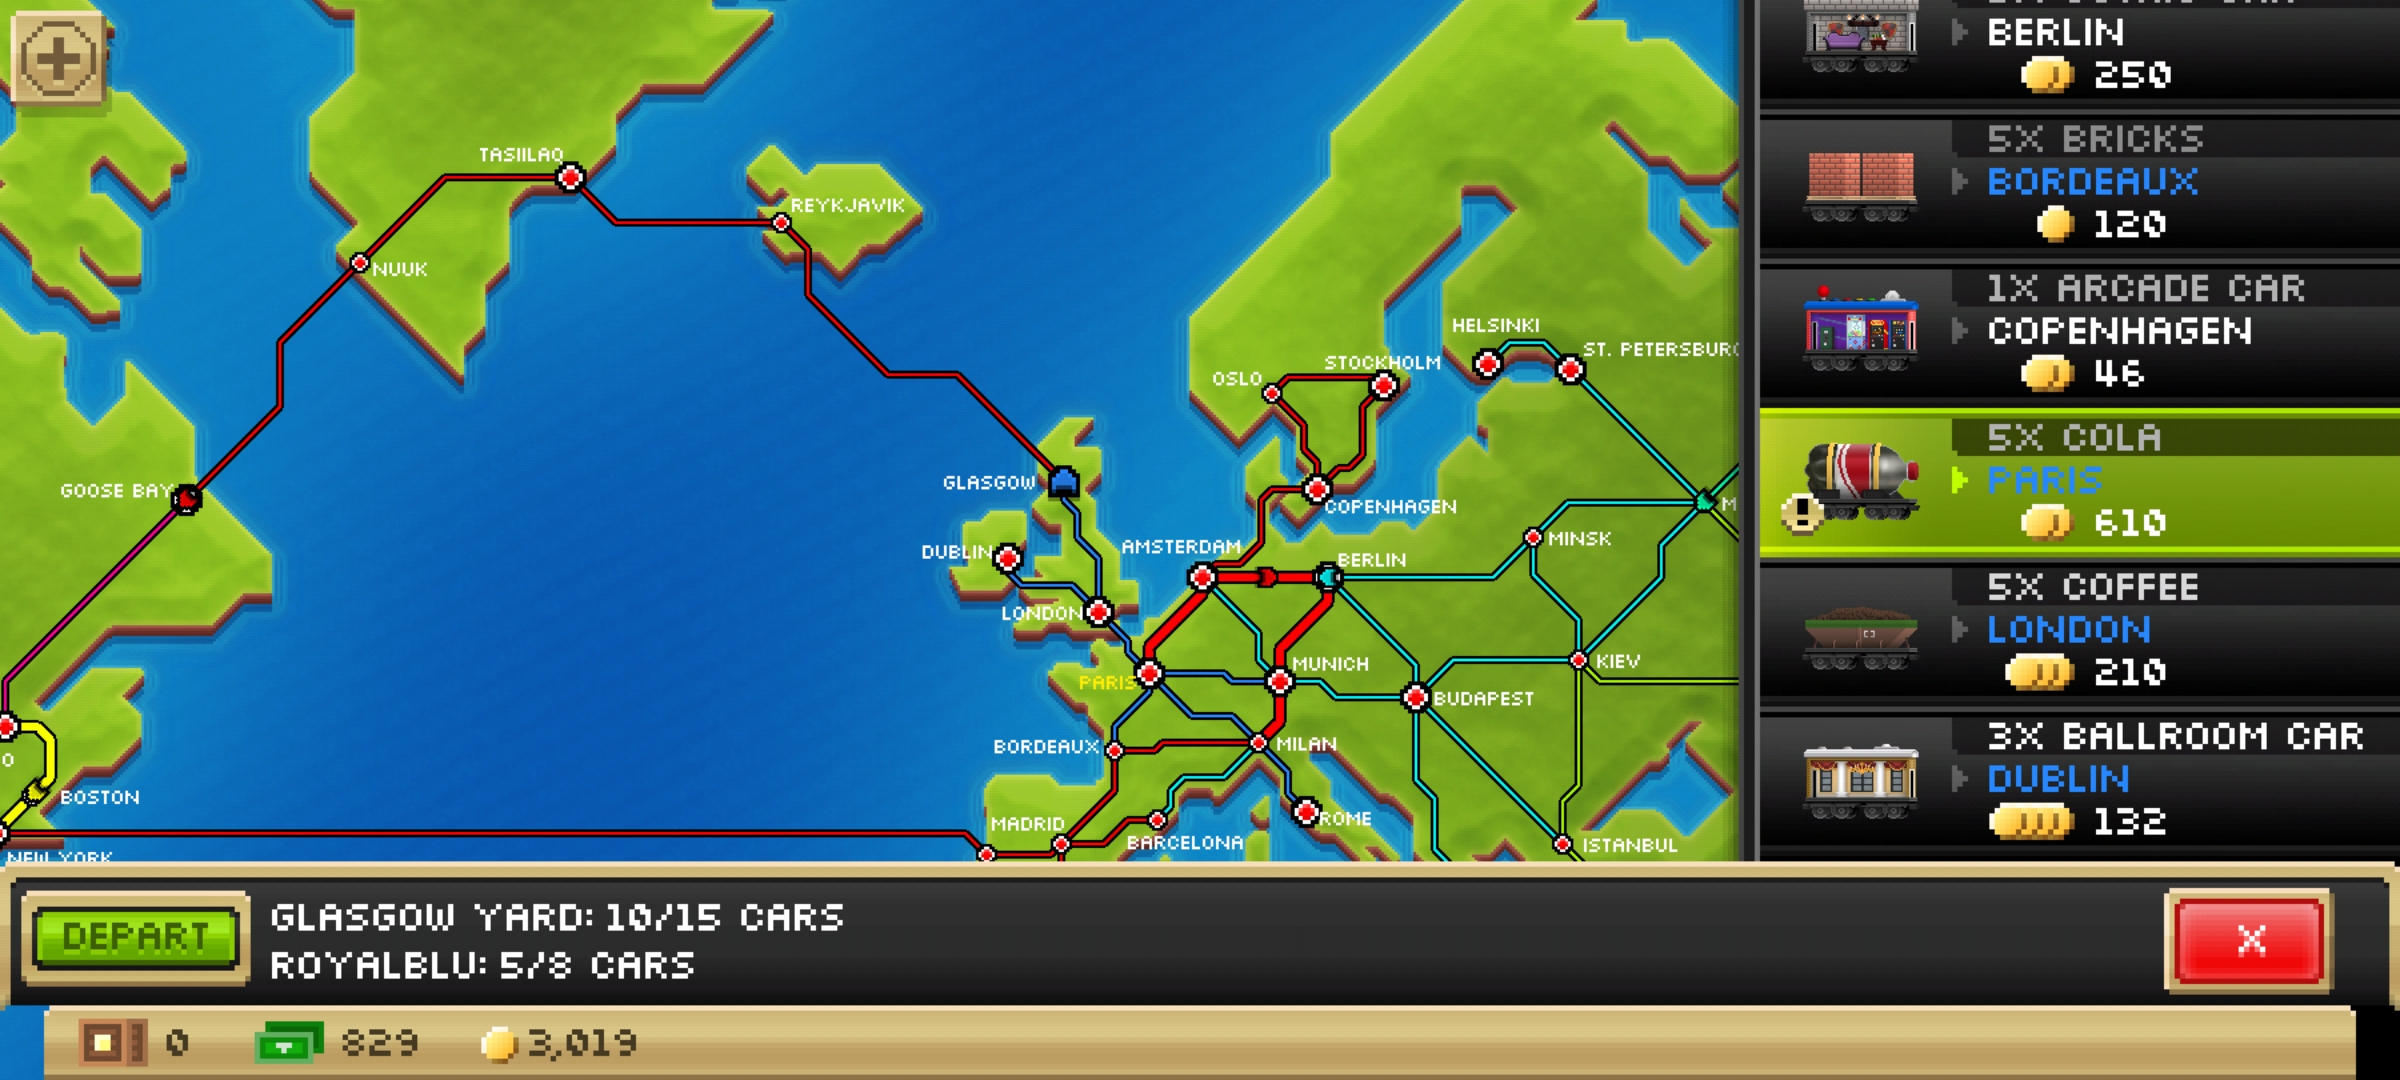 TASIILAQ
REYKJAVIK
NUUK
GOOSE BAY
GLASGOW
DUBLIN
LONDON
HELSINKI
ST. PETERSBURG
STOCKHOLM
OSLO
COPENHAGEN
AMSTERDAM
BERLIN
MINSK
M
PARIS
MUNICH
KIEV
BUDAPEST
BORDEAUX
MILAN
O
BOSTON
MADRID
BARCELONA
ROME
ISTANBUL
NEW YORK
BERLIN
250
5X BRICKS
BORDEAUX
120
1X ARCADE CAR
COPENHAGEN
46
5X COLA
PARIS
610
5X COFFEE
LONDON
210
3X BALLROOM CAR
DUBLIN
132
DEPART
GLASGOW YARD: 10/15 CARS
ROYALBLU: 5/8 CARS
X
0
829
3,019